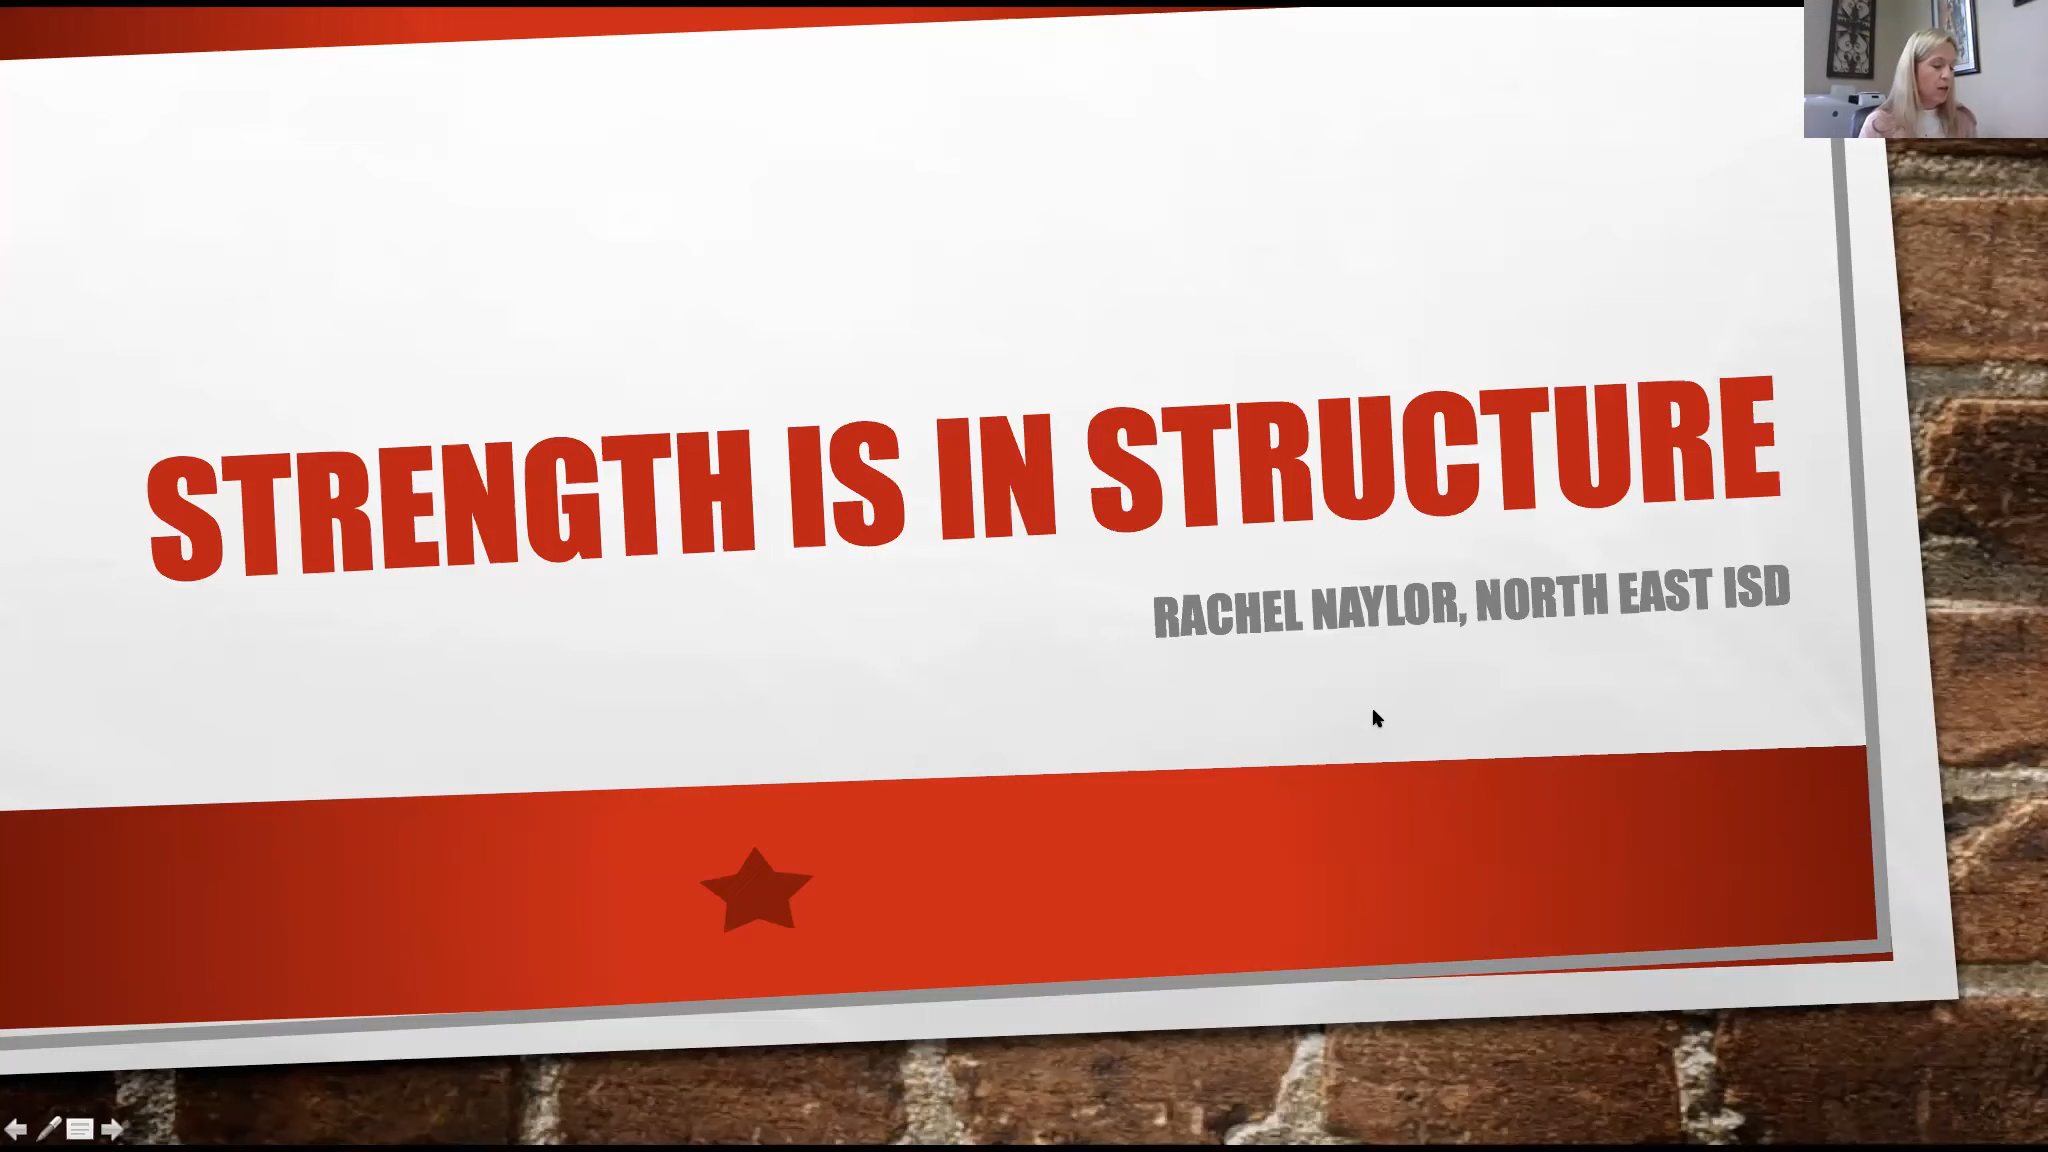 STRENGTH IS IN STRUCTURE
RACHEL NAYLOR, NORTH EAST ISD